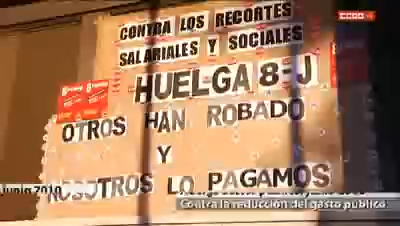 CCOO
CONTRA LOS RECORTES
SALARIALES Y SOCIALES
HUELGA 8-J
OTROS HAN ROBADO
Y
NOSOTROS LO PAGAMOS
junio 2010
Contra la reducción del gasto público